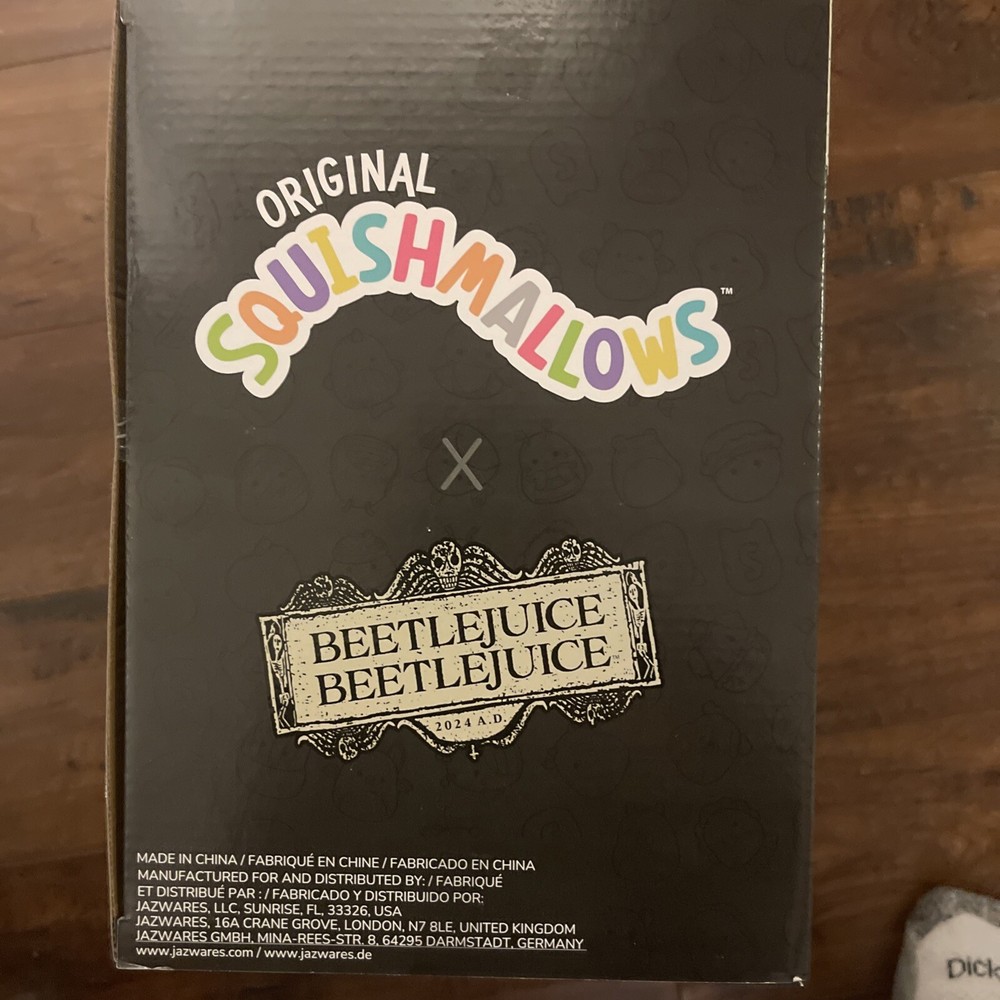 ORIGINAL
SQUISHMALLOWS™
X
BEETLEJUICE
BEETLEJUICE
2024 A.D.
MADE IN CHINA / FABRIQUÉ EN CHINE / FABRICADO EN CHINA
MANUFACTURED FOR AND DISTRIBUTED BY: / FABRIQUÉ
ET DISTRIBUÉ PAR : / FABRICADO Y DISTRIBUIDO POR:
JAZWARES, LLC, SUNRISE, FL, 33326, USA
JAZWARES, 16A CRANE GROVE, LONDON, N7 8LE, UNITED KINGDOM
JAZWARES GMBH, MINA-REES-STR. 8, 64295 DARMSTADT, GERMANY
www.jazwares.com / www.jazwares.de